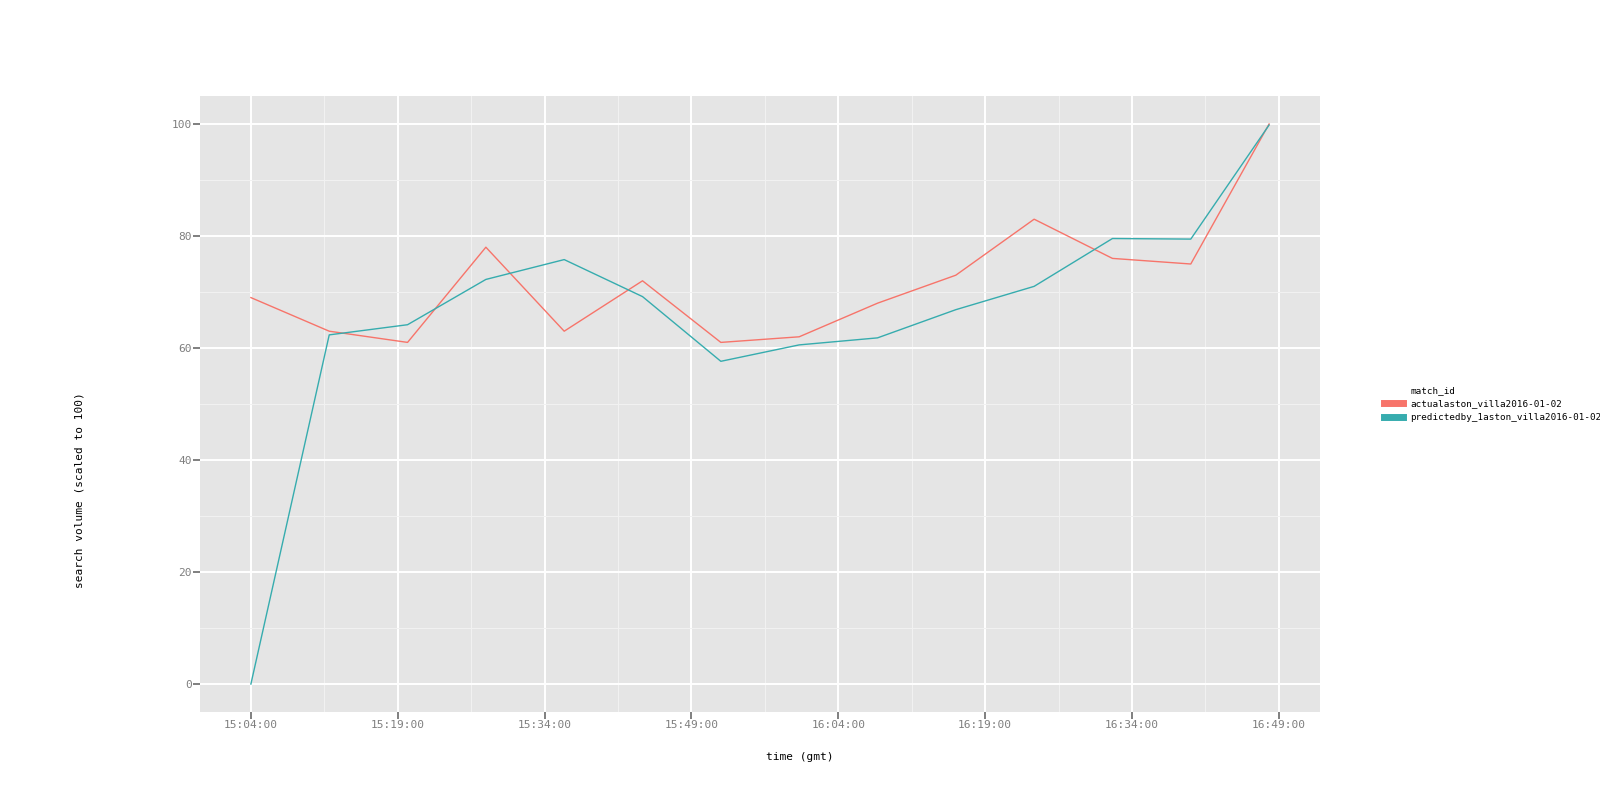 100
80
60
40
20
0
search volume (scaled to 100)
15:04:00 15:19:00 15:34:00 15:49:00 16:04:00 16:19:00 16:34:00 16:49:00
time (gmt)
match_id
actualaston_villa2016-01-02
predictedby_1aston_villa2016-01-02